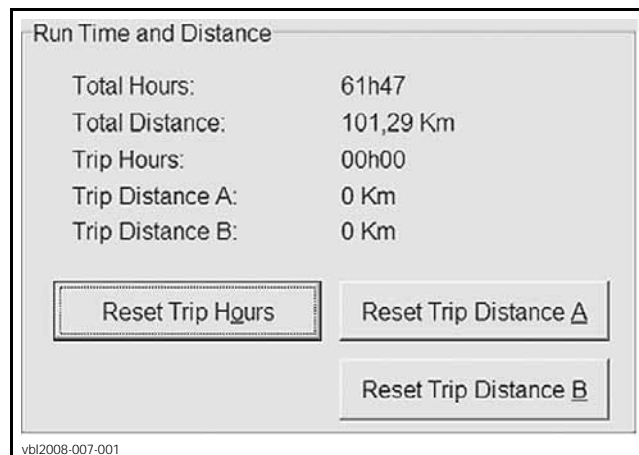 Run Time and Distance
Total Hours: 61h47
Total Distance: 101,29 Km
Trip Hours: 00h00
Trip Distance A: 0 Km
Trip Distance B: 0 Km
Reset Trip Hours Reset Trip Distance A
Reset Trip Distance B
vbl2008-007-001